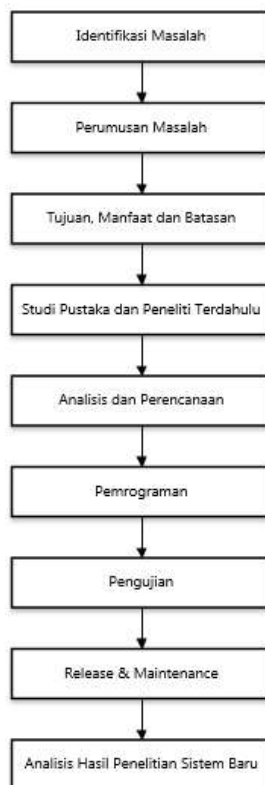 Identifikasi Masalah
Perumusan Masalah
Tujuan, Manfaat dan Batasan
Studi Pustaka dan Peneliti Terdahulu
Analisis dan Perencanaan
Pemrograman
Pengujian
Release & Maintenance
Analisis Hasil Penelitian Sistem Baru